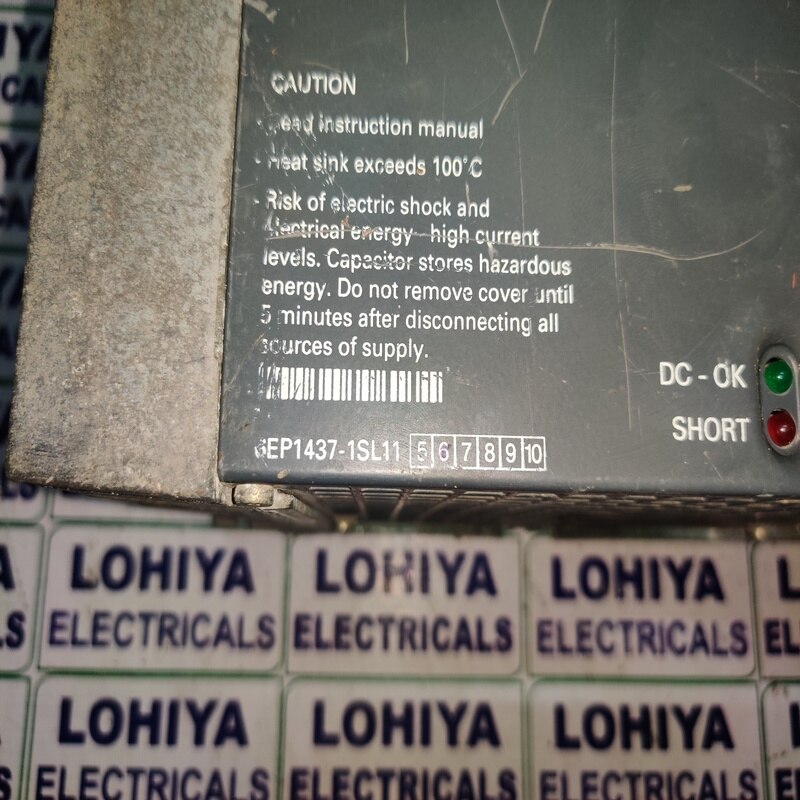 CAUTION
- Read instruction manual
- Heat sink exceeds 100°C
- Risk of electric shock and
electrical energy - high current
levels. Capacitor stores hazardous
energy. Do not remove cover until
5 minutes after disconnecting all
sources of supply.
DC - OK
SHORT
6EP1437-1SL11 5 6 7 8 9 10
LOHIYA LOHIYA LOHIYA
ELECTRICALS ELECTRICALS ELECTRICALS
LOHIYA LOHIYA LOHIYA
ELECTRICALS ELECTRICALS ELECTRICALS